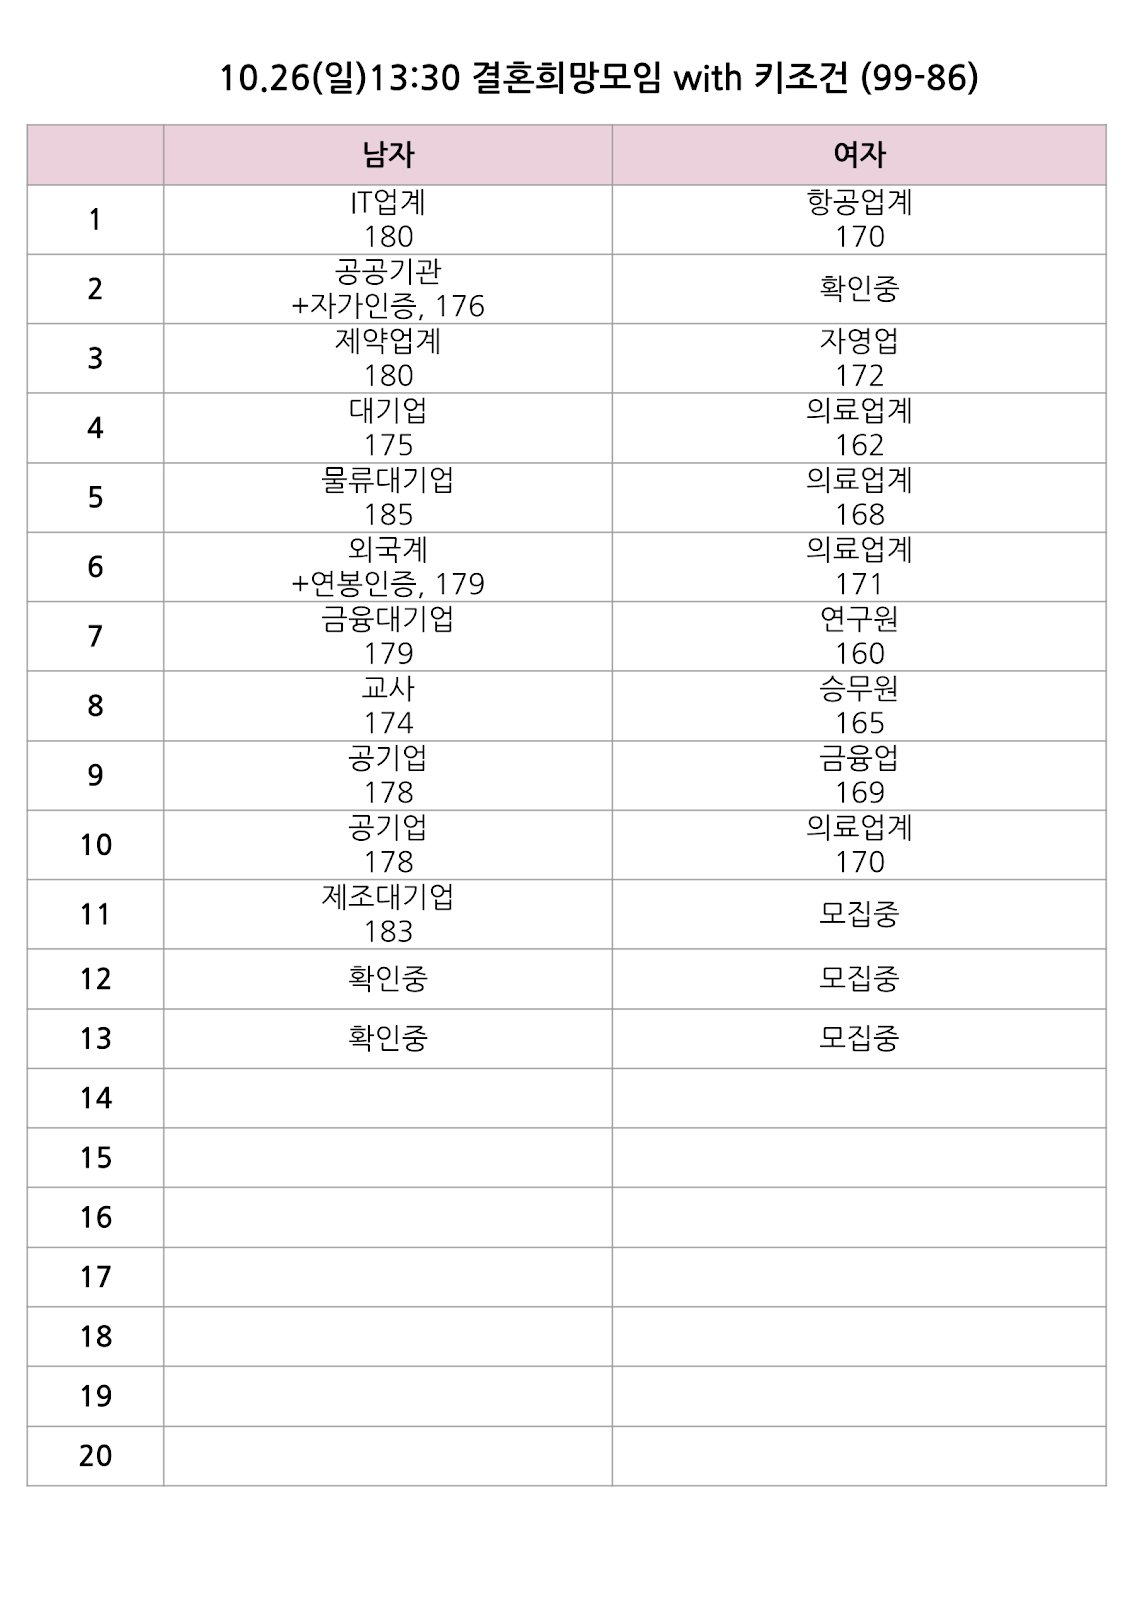 10.26(일)13:30 결혼희망모임 with 키조건 (99-86)
남자 여자
1 IT업계 항공업계
180 170
2 공공기관 확인중
+자가인증, 176
3 제약업계 자영업
180 172
4 대기업 의료업계
175 162
5 물류대기업 의료업계
185 168
6 외국계 의료업계
+연봉인증, 179 171
7 금융대기업 연구원
179 160
8 교사 승무원
174 165
9 공기업 금융업
178 169
10 공기업 의료업계
178 170
11 제조대기업 모집중
183
12 확인중 모집중
13 확인중 모집중
14
15
16
17
18
19
20